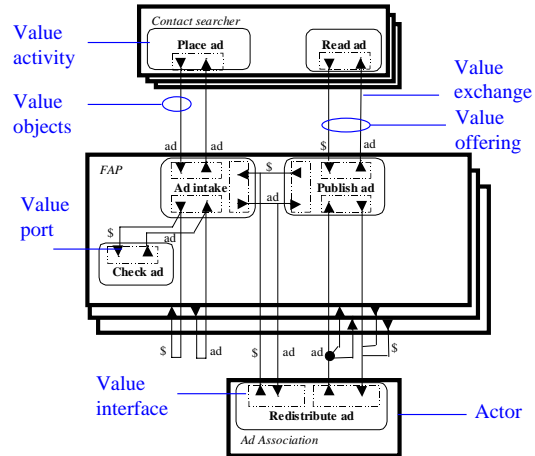 Contact searcher
Value
activity
Place ad
Read ad
Value
objects
Value
exchange
Value
offering
ad
ad
$
ad
FAP
Ad intake
$
Publish ad
ad
Value
port
$
ad
Check ad
$
ad
$
ad
$
Value
interface
Redistribute ad
Actor
Ad Association